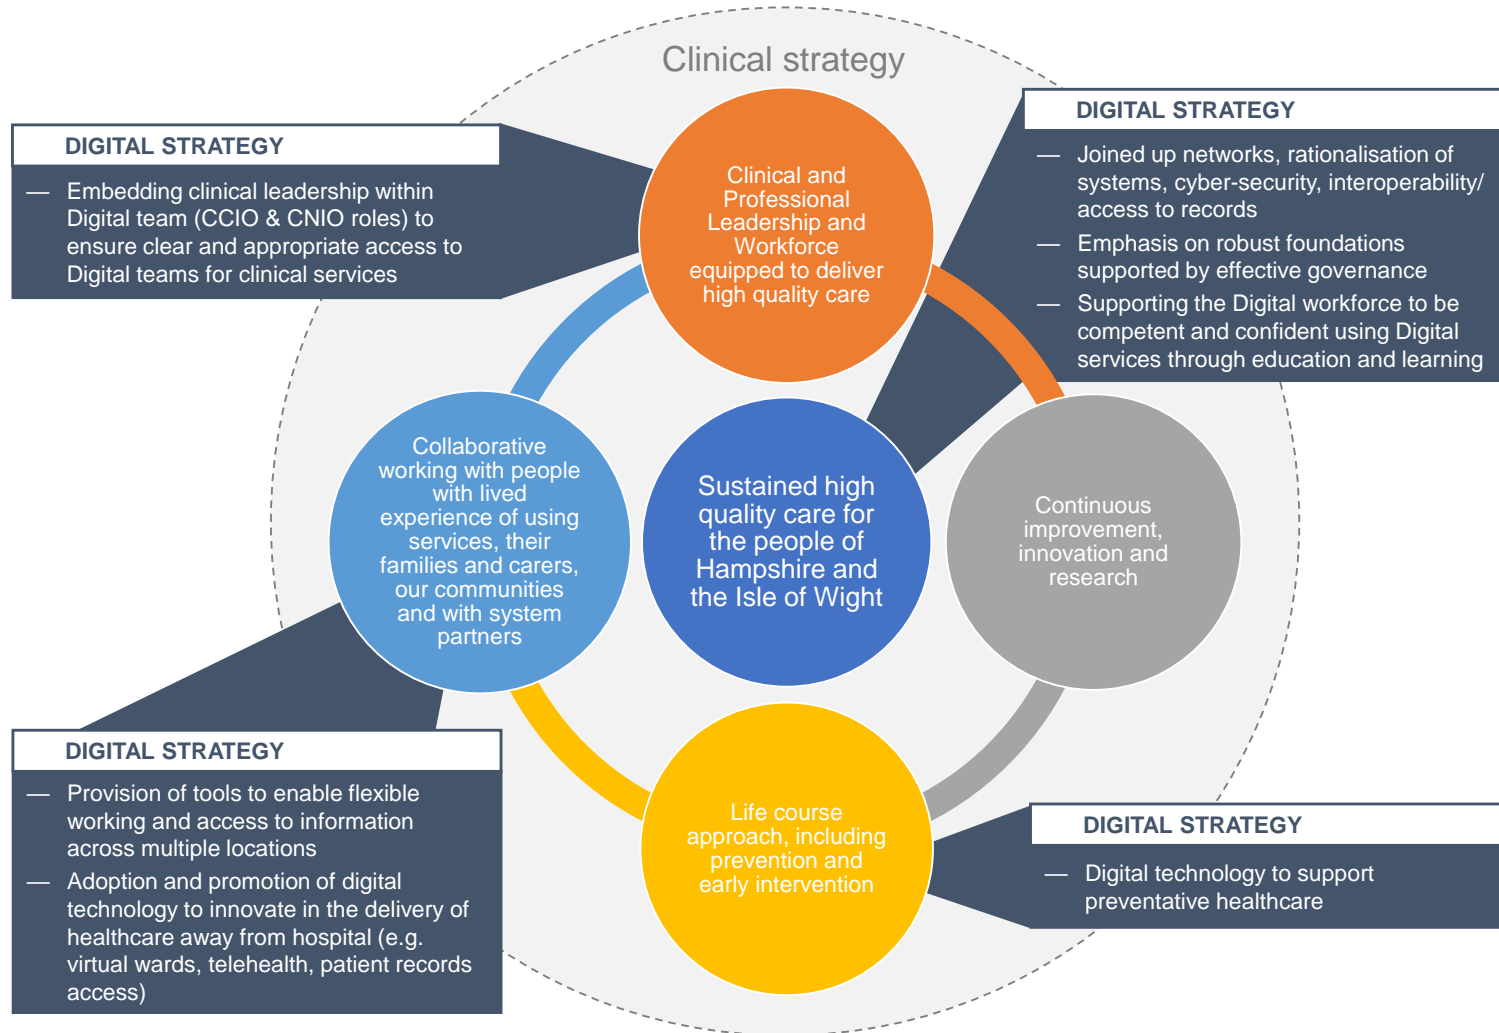 Clinical strategy
DIGITAL STRATEGY
— Embedding clinical leadership within
Digital team (CCIO & CNIO roles) to
ensure clear and appropriate access to
Digital teams for clinical services
Clinical and
Professional
Leadership and
Workforce
equipped to deliver
high quality care
DIGITAL STRATEGY
— Joined up networks, rationalisation of
systems, cyber-security, interoperability/
access to records
— Emphasis on robust foundations
supported by effective governance
— Supporting the Digital workforce to be
competent and confident using Digital
services through education and learning
Collaborative
working with people
with lived
experience of using
services, their
families and carers,
our communities
and with system
partners
Sustained high
quality care for
the people of
Hampshire and
the Isle of Wight
Continuous
improvement,
innovation and
research
DIGITAL STRATEGY
— Provision of tools to enable flexible
working and access to information
across multiple locations
— Adoption and promotion of digital
technology to innovate in the delivery of
healthcare away from hospital (e.g.
virtual wards, telehealth, patient records
access)
Life course
approach, including
prevention and
early intervention
DIGITAL STRATEGY
— Digital technology to support
preventative healthcare